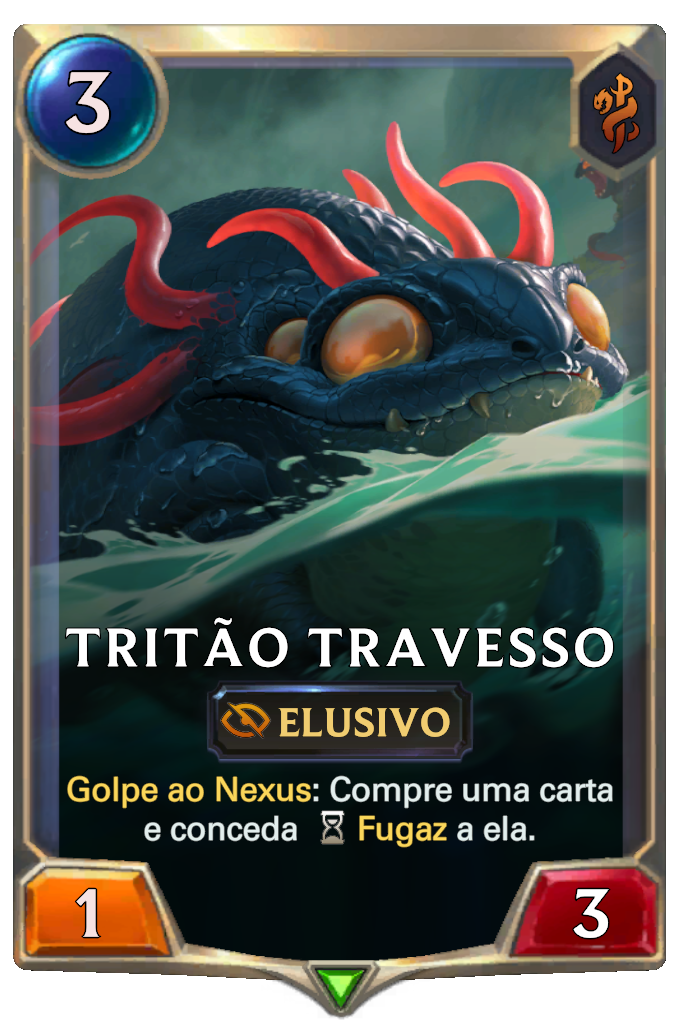 3
TRITÃO TRAVESSO
ELUSIVO
Golpe ao Nexus: Compre uma carta
e conceda Fugaz a ela.
1 3